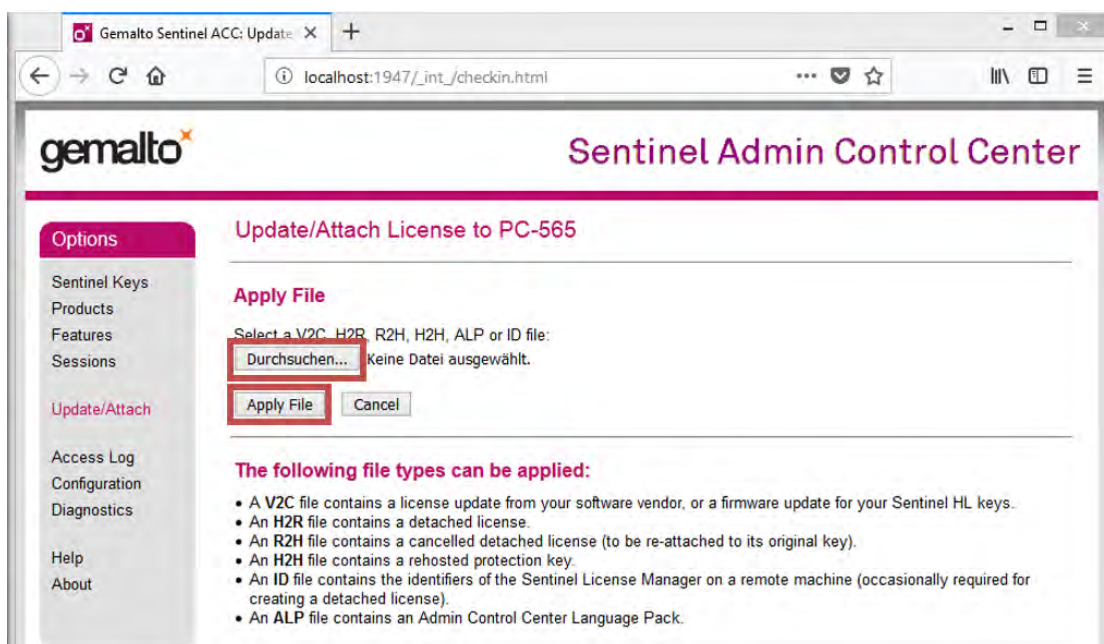 Gemalto Sentinel ACC: Update
localhost:1947/_int_/checkin.html
gemalto
Sentinel Admin Control Center
Options
Update/Attach License to PC-565
Sentinel Keys
Products
Features
Sessions
Update/Attach
Access Log
Configuration
Diagnostics
Help
About
Apply File
Select a V2C, H2R, R2H, H2H, ALP or ID file:
Durchsuchen... Keine Datei ausgewählt.
Apply File Cancel
The following file types can be applied:
• A V2C file contains a license update from your software vendor, or a firmware update for your Sentinel HL keys.
• An H2R file contains a detached license.
• An R2H file contains a cancelled detached license (to be re-attached to its original key).
• An H2H file contains a rehosted protection key.
• An ID file contains the identifiers of the Sentinel License Manager on a remote machine (occasionally required for
creating a detached license).
• An ALP file contains an Admin Control Center Language Pack.